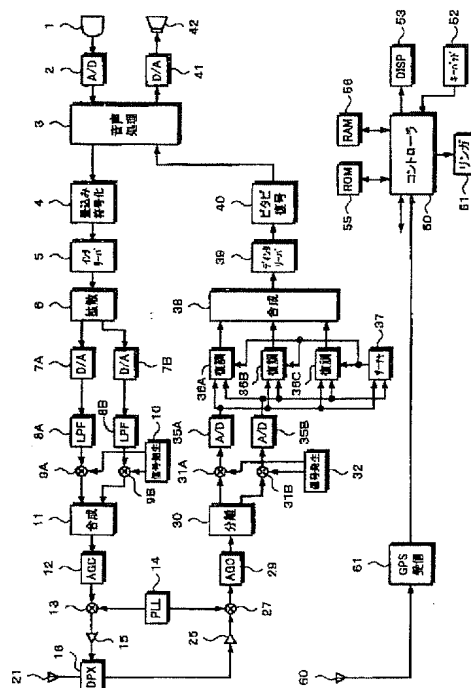 1
2
A/D
3
音声処理
4
畳込み符号化
5
インタリーバ
6
拡散
7A
D/A
7B
D/A
8A
LPF
8B
LPF
9A
9B
10
信号発生
11
合成
12
AGC
13
14
PLL
15
16
DPX
21
25
27
29
AGC
30
分離
31A
31B
32
信号発生
35A
A/D
35B
A/D
36A
復調
36B
復調
36C
復調
37
サーチャ
38
合成
39
デインタリーバ
40
ビタビ復号
41
D/A
42
50
コントローラ
51
リンガ
52
キーパッド
53
DISP
55
ROM
56
RAM
60
61
GPS受信